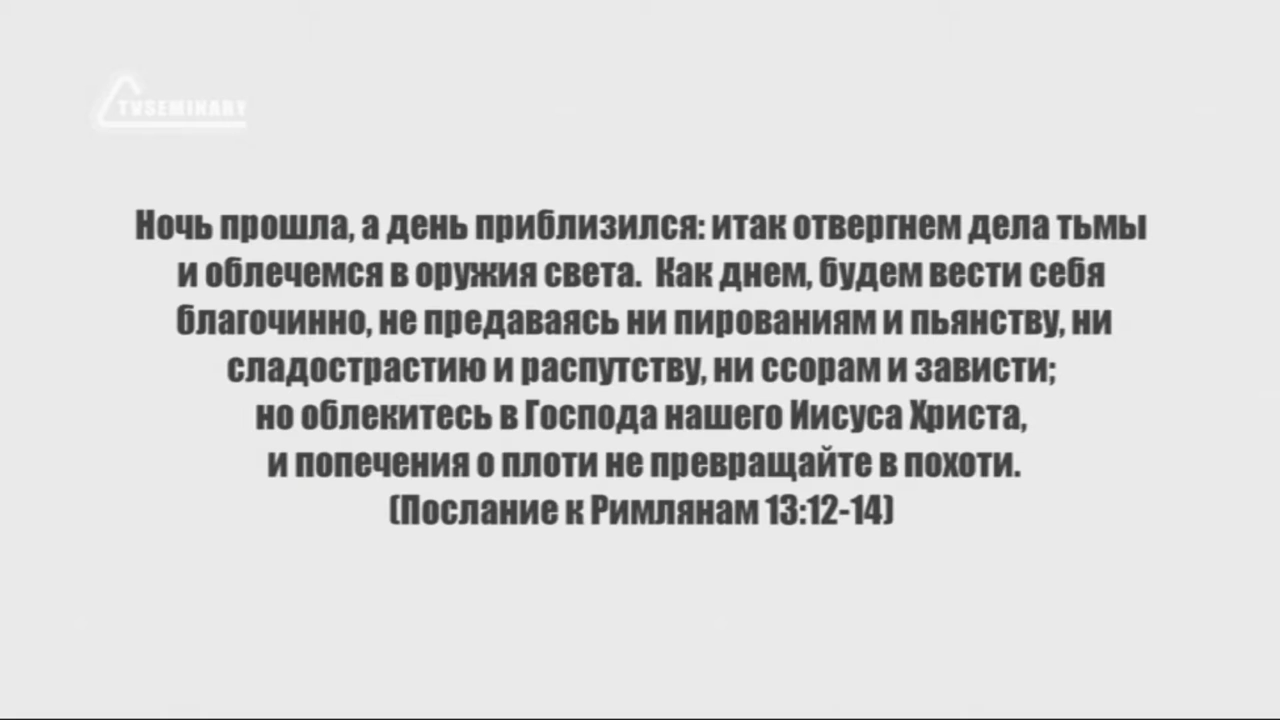 TVSEMINARY
Ночь прошла, а день приблизился: итак отвергнем дела тьмы
и облечемся в оружия света.  Как днем, будем вести себя
благочинно, не предаваясь ни пированиям и пьянству, ни
сладострастию и распутству, ни ссорам и зависти;
но облекитесь в Господа нашего Иисуса Христа,
и попечения о плоти не превращайте в похоти.
(Послание к Римлянам 13:12-14)